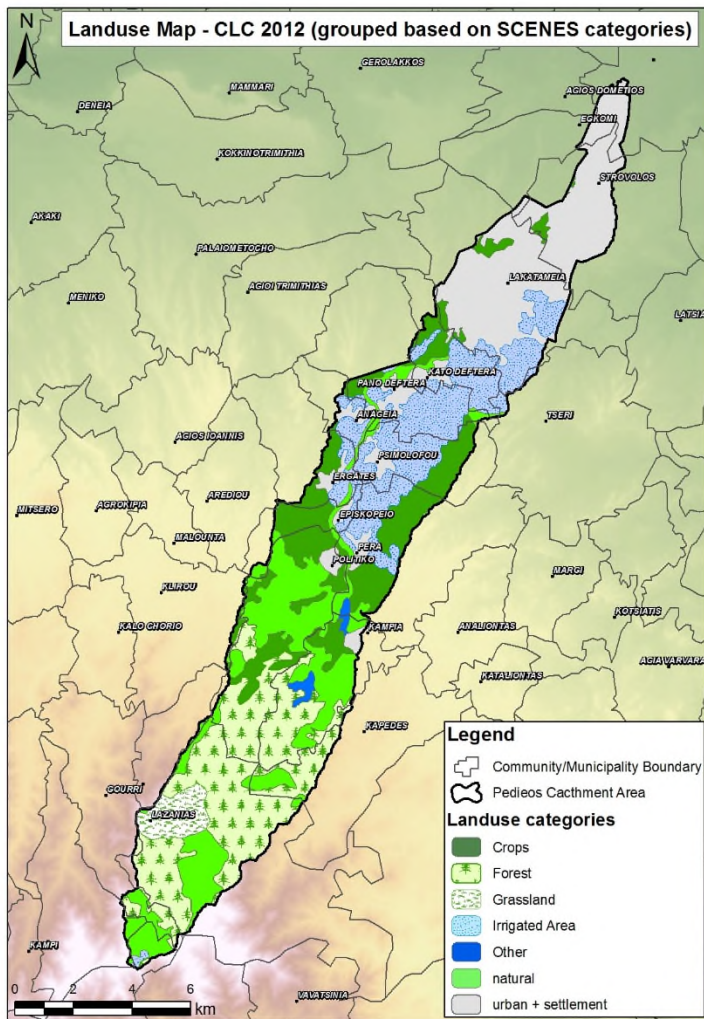 Landuse Map - CLC 2012 (grouped based on SCENES categories)
N
GEROLAKKOS
MAMMARI
AGIOS DOMETIOS
DENEIA
EGKOMI
KOKKINOTRIMITHIA
STROVOLOS
AKAKI
PALAIOMETOCHO
LAKATAMEIA
AGIOI TRIMITHIAS
MENIKO
LATSIA
KATO DEFTERA
PANO DEFTERA
ANAGEIA
TSERI
AGIOS IOANNIS
PSIMOLOFOU
ERGATES
AREDIOU
AGROKIPIA
MITSERO
EPISKOPEIO
MALOUNTA
PERA
POLITIKO
MARGI
KLIROU
KOTSIATIS
KALO CHORIO
KAMPIA
ANALIONTAS
AGIA VARVARA
KATALIONTAS
KAPEDES
GOURRI
LAZANIAS
KAMPI
VAVATSINIA
Legend
Community/Municipality Boundary
Pedieos Cacthment Area
Landuse categories
Crops
Forest
Grassland
Irrigated Area
Other
natural
urban + settlement
0 2 4 6
km